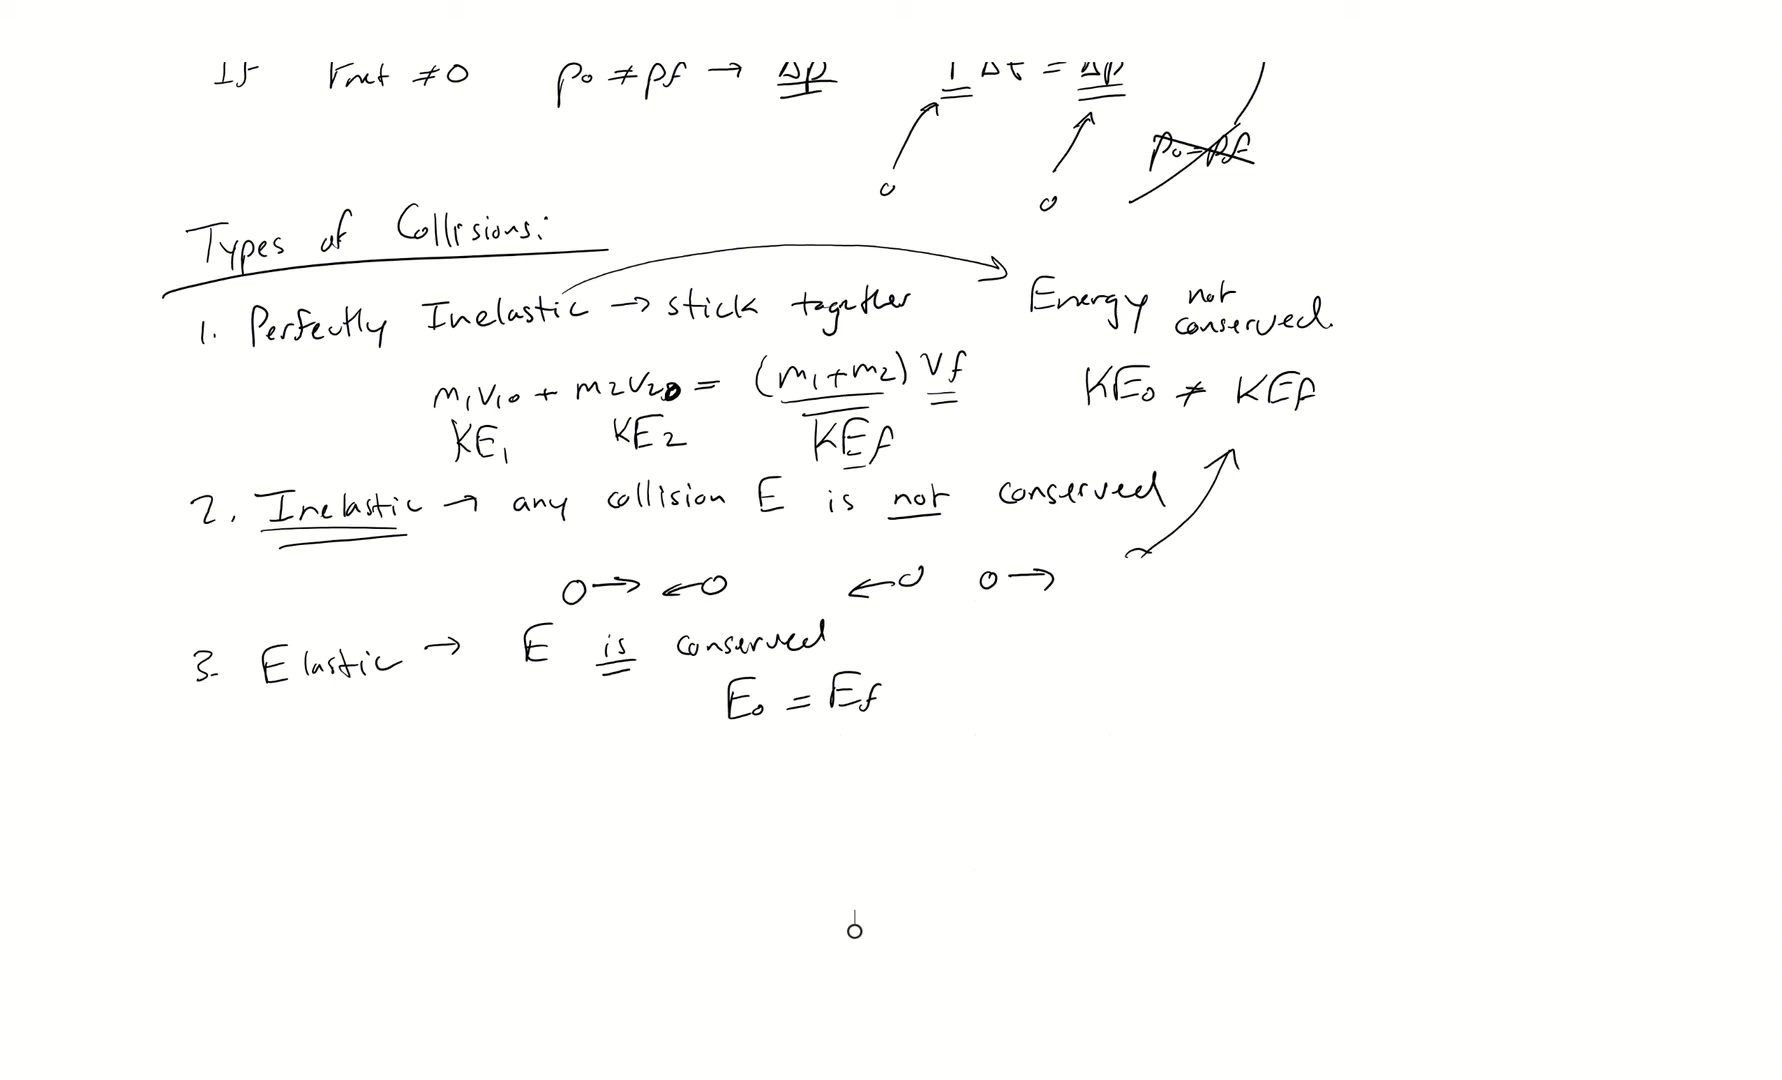 If Fnet ≠ 0 p₀ ≠ pf → Δp Δt = Δp
0 0 p₀ = pf
Types of Collisions:
1. Perfectly Inelastic → stick together Energy not conserved.
m₁v₁₀ + m₂v₂₀ = (m₁+m₂) vf KE₀ ≠ KEf
KE₁ KE₂ KEf
2. Inelastic → any collision E is not conserved
3. Elastic → E is conserved
E₀ = Ef